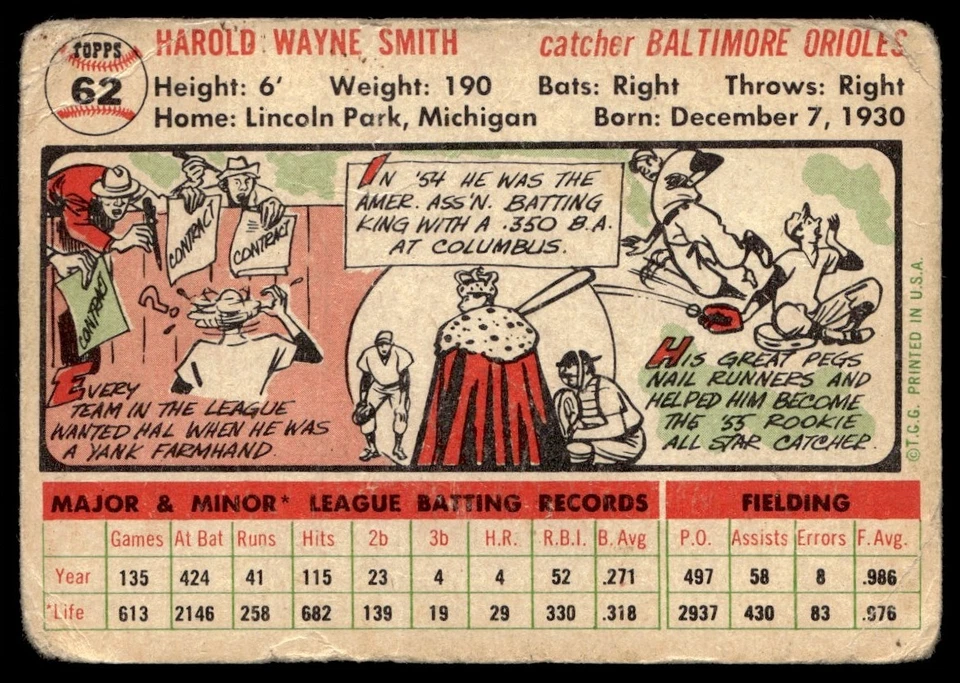 TOPPS
62
HAROLD WAYNE SMITH catcher BALTIMORE ORIOLES
Height: 6' Weight: 190 Bats: Right Throws: Right
Home: Lincoln Park, Michigan Born: December 7, 1930
CONTRACT
CONTRACT
CONTRACT
?
EVERY
TEAM IN THE LEAGUE
WANTED HAL WHEN HE WAS
A YANK FARMHAND.
IN '54 HE WAS THE
AMER. ASS'N. BATTING
KING WITH A .350 B.A.
AT COLUMBUS.
HIS GREAT PEGS
NAIL RUNNERS AND
HELPED HIM BECOME
THE '55 ROOKIE
ALL STAR CATCHER.
©T.C.G. PRINTED IN U.S.A.
MAJOR & MINOR* LEAGUE BATTING RECORDS FIELDING
Games At Bat Runs Hits 2b 3b H.R. R.B.I. B. Avg P.O. Assists Errors F. Avg.
Year 135 424 41 115 23 4 4 52 .271 497 58 8 .986
*Life 613 2146 258 682 139 19 29 330 .318 2937 430 83 .976